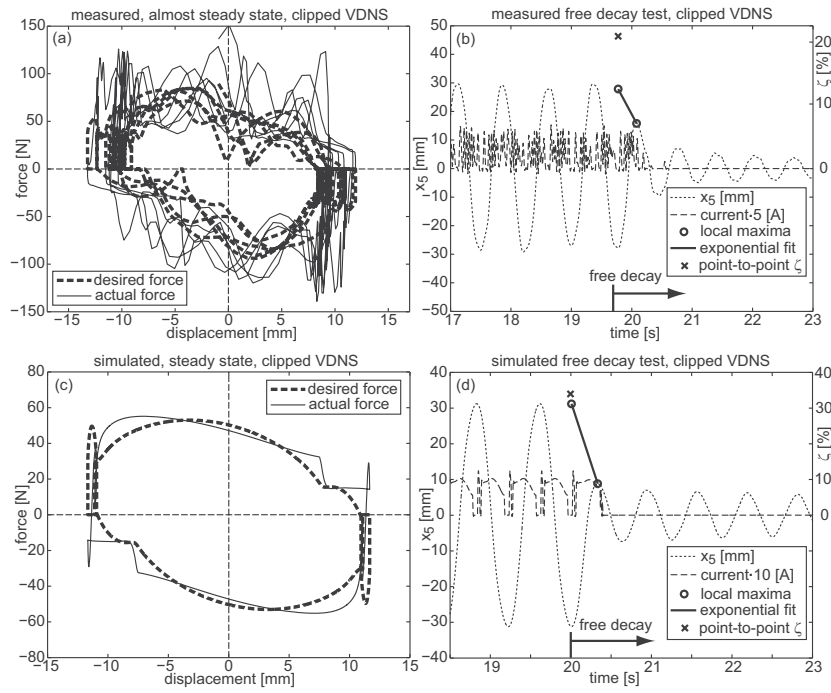 measured, almost steady state, clipped VDNS
(a)
150
100
50
0
−50
−100
−150
force [N]
desired force
actual force
−15 −10 −5 0 5 10 15
displacement [mm]
measured free decay test, clipped VDNS
(b)
50
40
30
20
10
0
−10
−20
−30
−40
−50
x5 [mm]
20
10
0
ζ [%]
x5 [mm]
current·5 [A]
local maxima
exponential fit
point-to-point ζ
free decay
17 18 19 20 21 22 23
time [s]
simulated, steady state, clipped VDNS
(c)
80
60
40
20
0
−20
−40
−60
−80
force [N]
desired force
actual force
−15 −10 −5 0 5 10 15
displacement [mm]
simulated free decay test, clipped VDNS
(d)
40
30
20
10
0
−10
−20
−30
−40
x5 [mm]
40
30
20
10
0
ζ [%]
x5 [mm]
current·10 [A]
local maxima
exponential fit
point-to-point ζ
free decay
19 20 21 22 23
time [s]